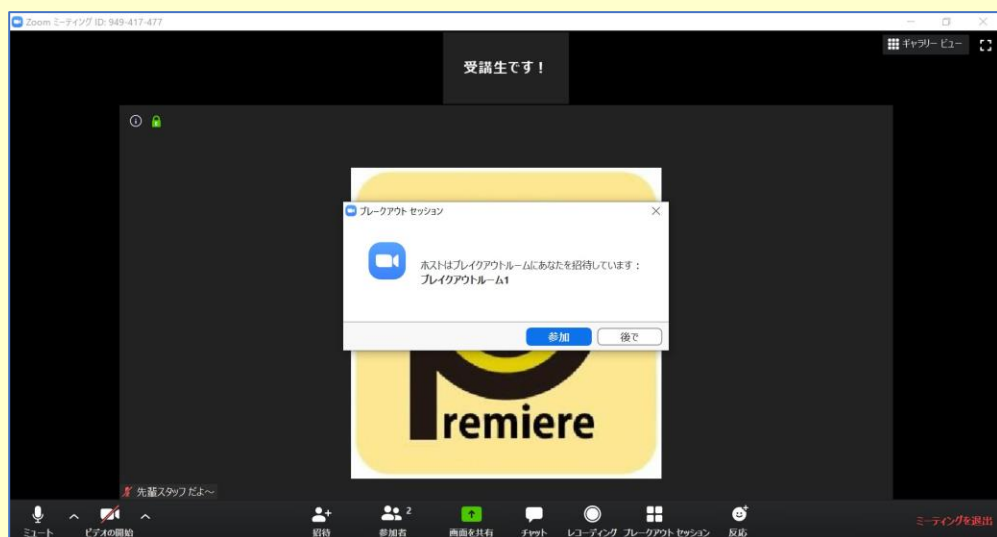 Zoom ミーティング ID: 949-417-477
ギャラリー ビュー
受講生です！
ブレークアウト セッション
ホストはブレイクアウトルームにあなたを招待しています：
ブレイクアウトルーム1
参加
後で
Premiere
先輩スタッフだよ～
ミュート
ビデオの開始
招待
参加者 2
画面を共有
チャット
レコーディング
ブレークアウト セッション
反応
ミーティングを退出